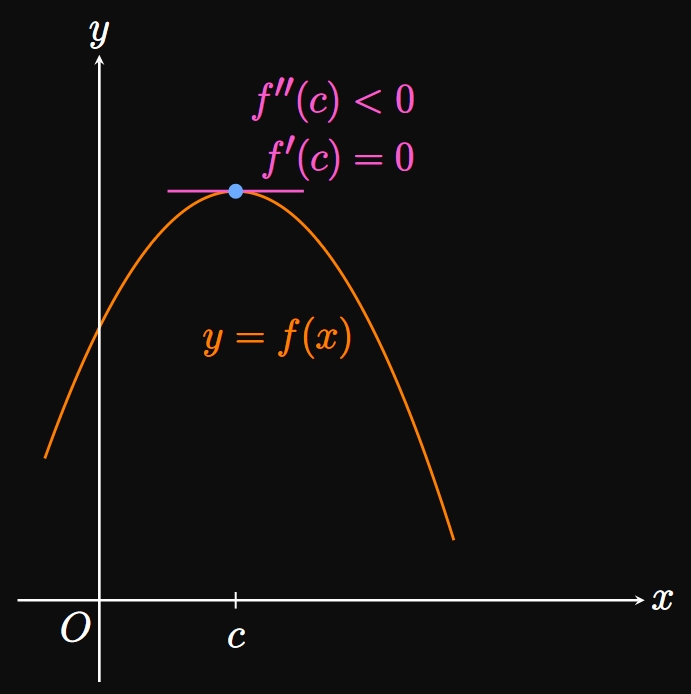 y
f″(c) < 0
f′(c) = 0
y = f(x)
x
O
c